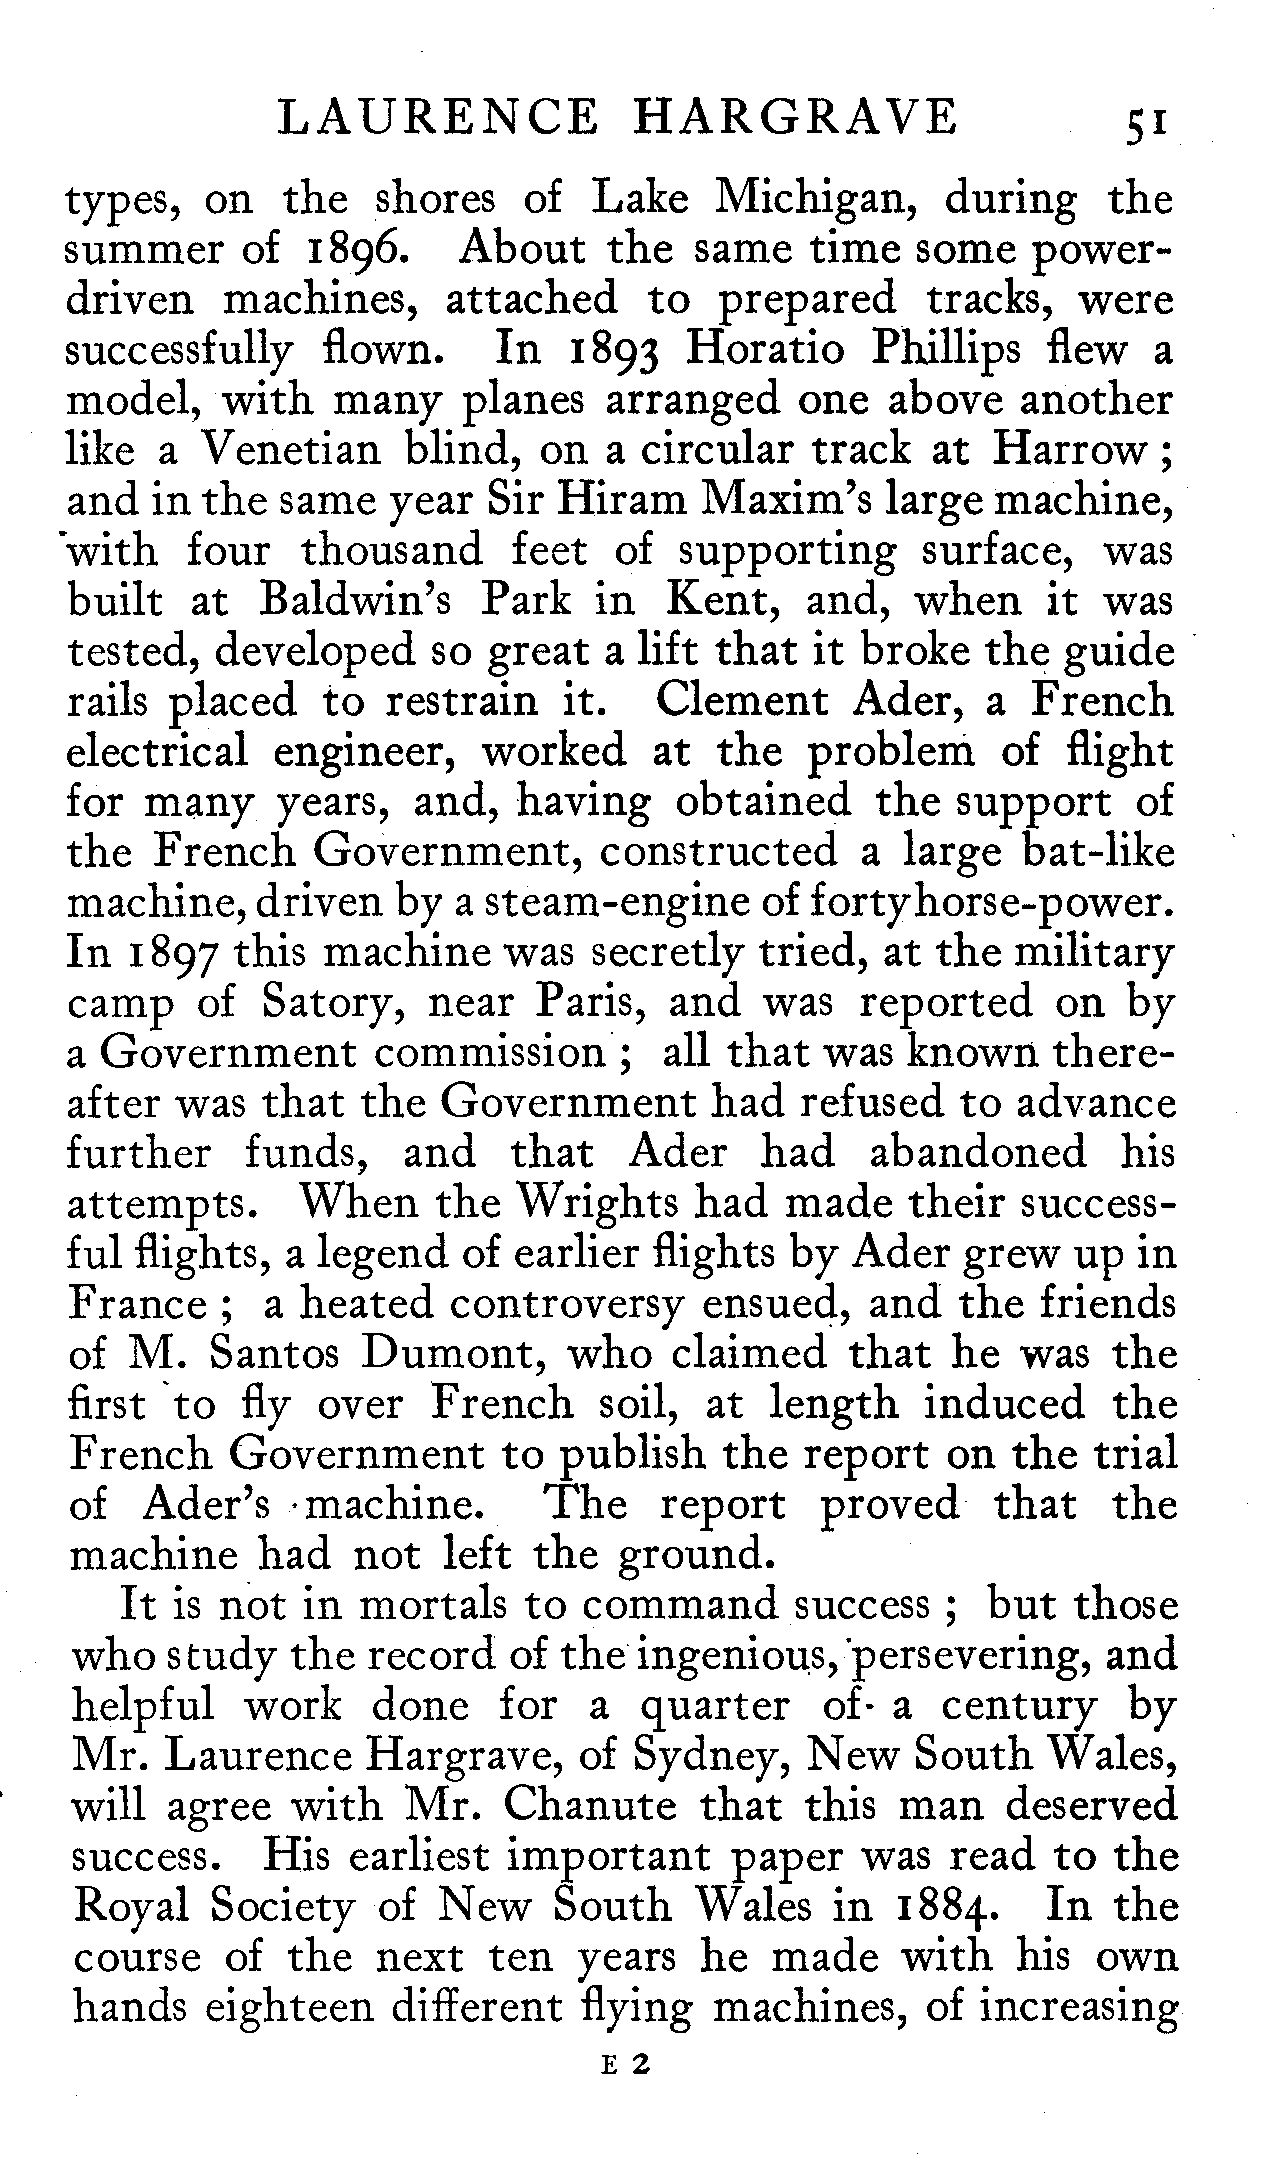 LAURENCE HARGRAVE 51
types, on the shores of Lake Michigan, during the
summer of 1896. About the same time some power-
driven machines, attached to prepared tracks, were
successfully flown. In 1893 Horatio Phillips flew a
model, with many planes arranged one above another
like a Venetian blind, on a circular track at Harrow ;
and in the same year Sir Hiram Maxim's large machine,
with four thousand feet of supporting surface, was
built at Baldwin's Park in Kent, and, when it was
tested, developed so great a lift that it broke the guide
rails placed to restrain it. Clement Ader, a French
electrical engineer, worked at the problem of flight
for many years, and, having obtained the support of
the French Government, constructed a large bat-like
machine, driven by a steam-engine of forty horse-power.
In 1897 this machine was secretly tried, at the military
camp of Satory, near Paris, and was reported on by
a Government commission ; all that was known there-
after was that the Government had refused to advance
further funds, and that Ader had abandoned his
attempts. When the Wrights had made their success-
ful flights, a legend of earlier flights by Ader grew up in
France ; a heated controversy ensued, and the friends
of M. Santos Dumont, who claimed that he was the
first to fly over French soil, at length induced the
French Government to publish the report on the trial
of Ader's machine. The report proved that the
machine had not left the ground.
It is not in mortals to command success ; but those
who study the record of the ingenious, persevering, and
helpful work done for a quarter of a century by
Mr. Laurence Hargrave, of Sydney, New South Wales,
will agree with Mr. Chanute that this man deserved
success. His earliest important paper was read to the
Royal Society of New South Wales in 1884. In the
course of the next ten years he made with his own
hands eighteen different flying machines, of increasing
E 2